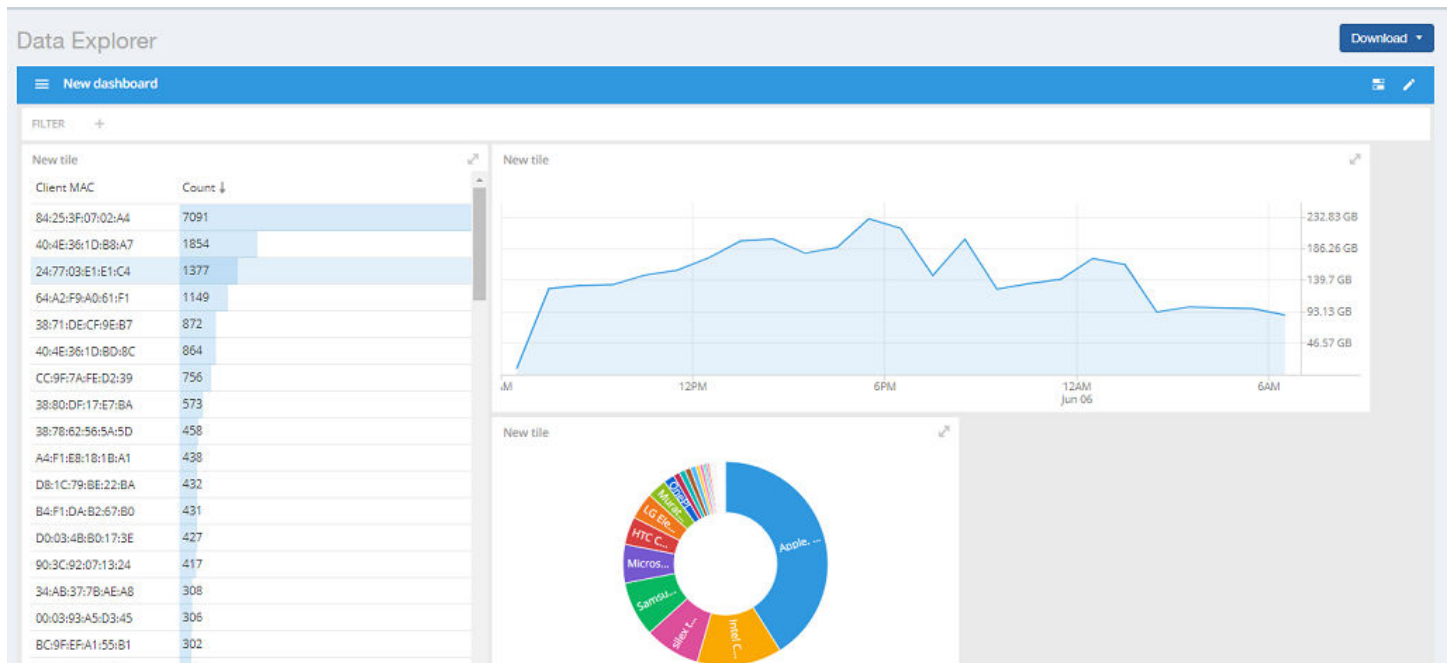 Data Explorer
Download
New dashboard
FILTER +
New tile
Client MAC Count ↓
84:25:3F:07:02:A4 7091
40:4E:36:1D:B8:A7 1854
24:77:03:E1:E1:C4 1377
64:A2:F9:A0:61:F1 1149
38:71:DE:CF:9E:B7 872
40:4E:36:1D:BD:8C 864
CC:9F:7A:FE:D2:39 756
38:80:DF:17:E7:BA 573
38:78:62:56:5A:5D 458
A4:F1:E8:18:1B:A1 438
D8:1C:79:BE:22:BA 432
B4:F1:DA:B2:67:B0 431
D0:03:4B:B0:17:3E 427
90:3C:92:07:13:24 417
34:AB:37:7B:AE:A8 308
00:03:93:A5:D3:45 306
BC:9F:EF:A1:55:B1 302
New tile
232.83 GB
186.26 GB
139.7 GB
93.13 GB
46.57 GB
12PM 6PM 12AM 6AM
Jun 06
New tile
Apple, ...
Intel C...
silex t...
Samsu...
Micros...
HTC C...
LG Ele...
Murat...